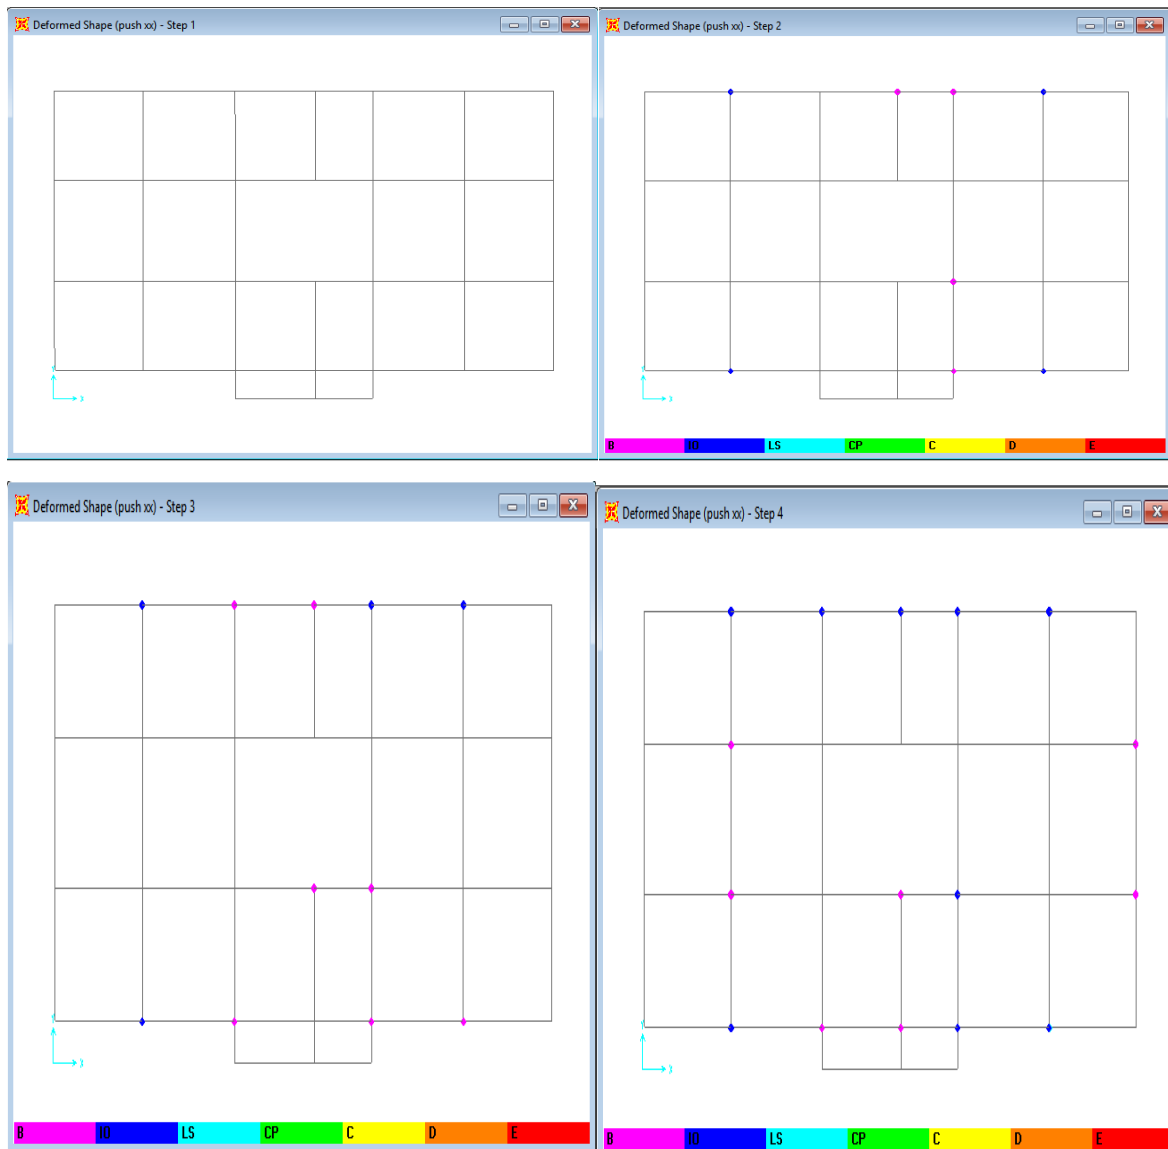 Deformed Shape (push xx) - Step 1
Deformed Shape (push xx) - Step 2
B IO LS CP C D E
Deformed Shape (push xx) - Step 3
Deformed Shape (push xx) - Step 4
B IO LS CP C D E
B IO LS CP C D E